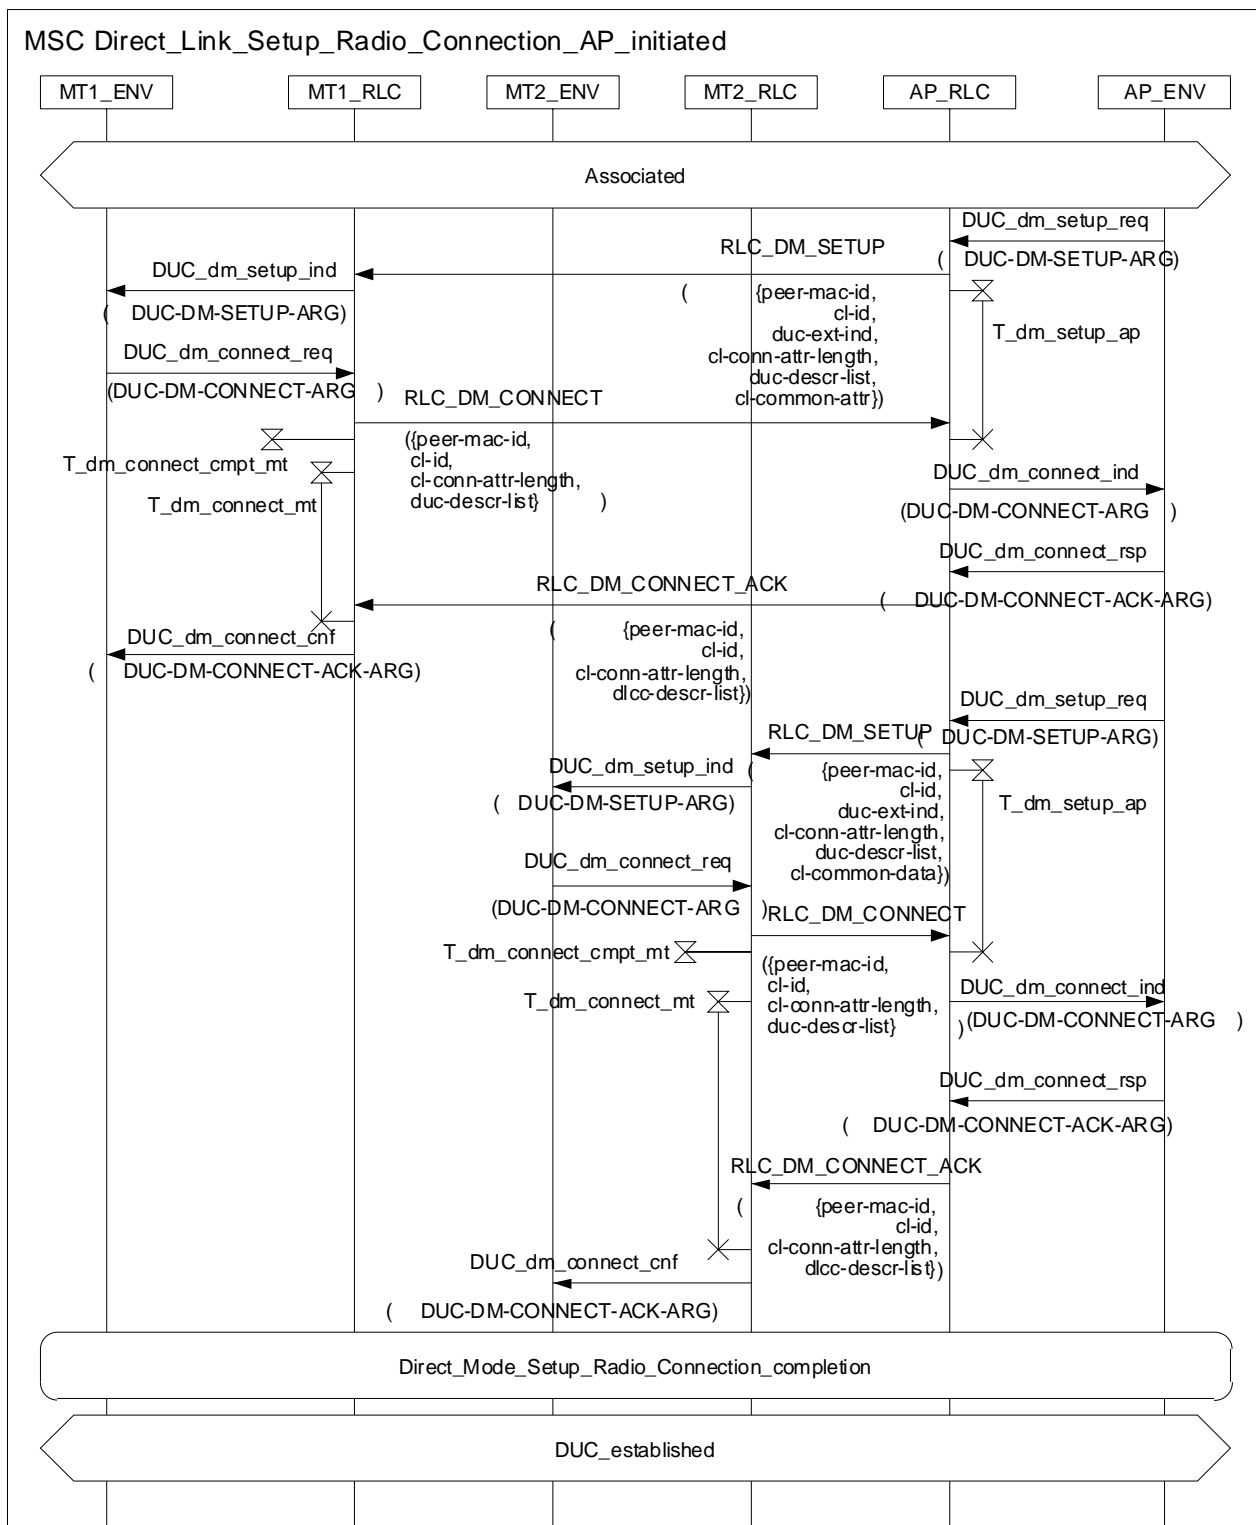 MSC Direct_Link_Setup_Radio_Connection_AP_initiated
MT1_ENV
MT1_RLC
MT2_ENV
MT2_RLC
AP_RLC
AP_ENV
Associated
DUC_dm_setup_req
( DUC-DM-SETUP-ARG)
RLC_DM_SETUP
( {peer-mac-id,
cl-id,
duc-ext-ind,
cl-conn-attr-length,
duc-descr-list,
cl-common-attr})
DUC_dm_setup_ind
( DUC-DM-SETUP-ARG)
T_dm_setup_ap
DUC_dm_connect_req
(DUC-DM-CONNECT-ARG )
RLC_DM_CONNECT
({peer-mac-id,
cl-id,
cl-conn-attr-length,
duc-descr-list} )
T_dm_connect_cmpt_mt
T_dm_connect_mt
DUC_dm_connect_ind
(DUC-DM-CONNECT-ARG )
DUC_dm_connect_rsp
( DUC-DM-CONNECT-ACK-ARG)
RLC_DM_CONNECT_ACK
( {peer-mac-id,
cl-id,
cl-conn-attr-length,
dlcc-descr-list})
DUC_dm_connect_cnf
( DUC-DM-CONNECT-ACK-ARG)
DUC_dm_setup_req
( DUC-DM-SETUP-ARG)
RLC_DM_SETUP
( {peer-mac-id,
cl-id,
duc-ext-ind,
cl-conn-attr-length,
duc-descr-list,
cl-common-data})
DUC_dm_setup_ind
( DUC-DM-SETUP-ARG)
T_dm_setup_ap
DUC_dm_connect_req
(DUC-DM-CONNECT-ARG )
RLC_DM_CONNECT
({peer-mac-id,
cl-id,
cl-conn-attr-length,
duc-descr-list} )
T_dm_connect_cmpt_mt
T_dm_connect_mt
DUC_dm_connect_ind
(DUC-DM-CONNECT-ARG )
DUC_dm_connect_rsp
( DUC-DM-CONNECT-ACK-ARG)
RLC_DM_CONNECT_ACK
( {peer-mac-id,
cl-id,
cl-conn-attr-length,
dlcc-descr-list})
DUC_dm_connect_cnf
( DUC-DM-CONNECT-ACK-ARG)
Direct_Mode_Setup_Radio_Connection_completion
DUC_established